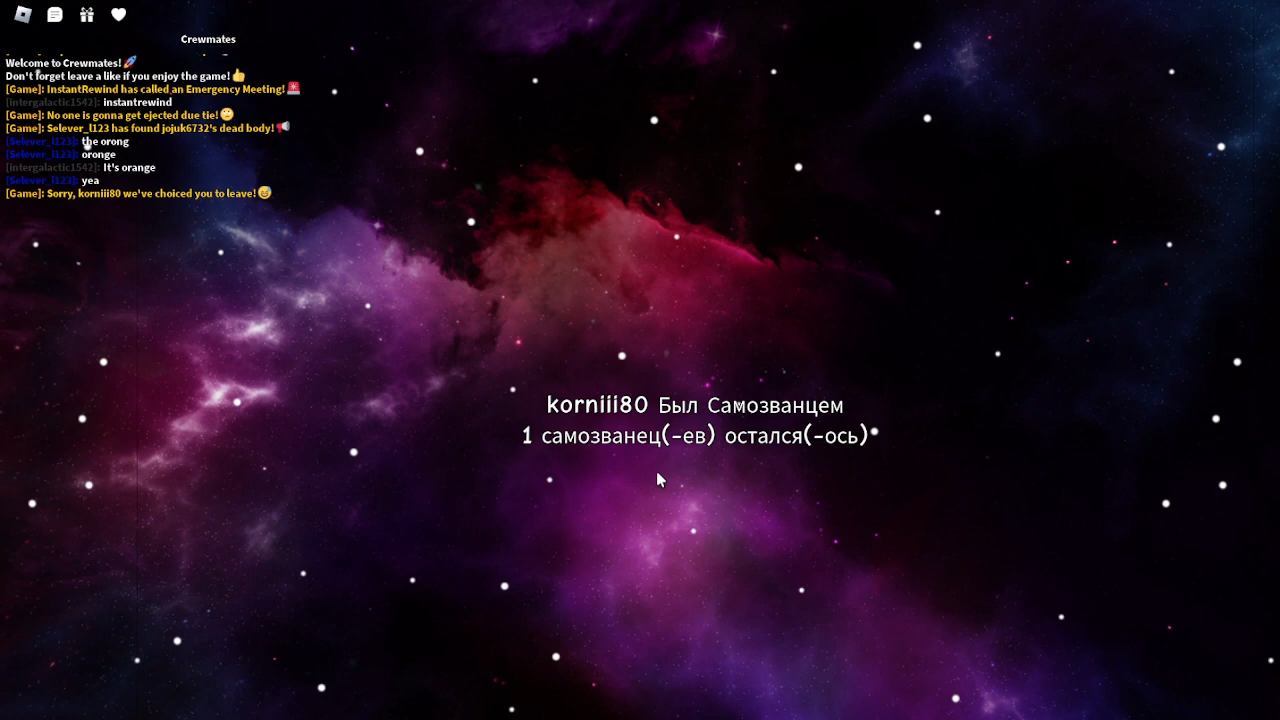 Crewmates
Welcome to Crewmates!🚀
Don't forget leave a like if you enjoy the game!👍
[Game]: InstantRewind has called an Emergency Meeting!🚨
[intergalactic1542]: instantrewind
[Game]: No one is gonna get ejected due tie!🙄
[Game]: Selever_l123 has found jojuk6732's dead body!📢
[Selever_l123]: the orong
[Selever_l123]: oronge
[intergalactic1542]: It's orange
[Selever_l123]: yea
[Game]: Sorry, korniii80 we've choiced you to leave!😅
korniii80 Был Самозванцем
1 самозванец(-ев) остался(-ось)